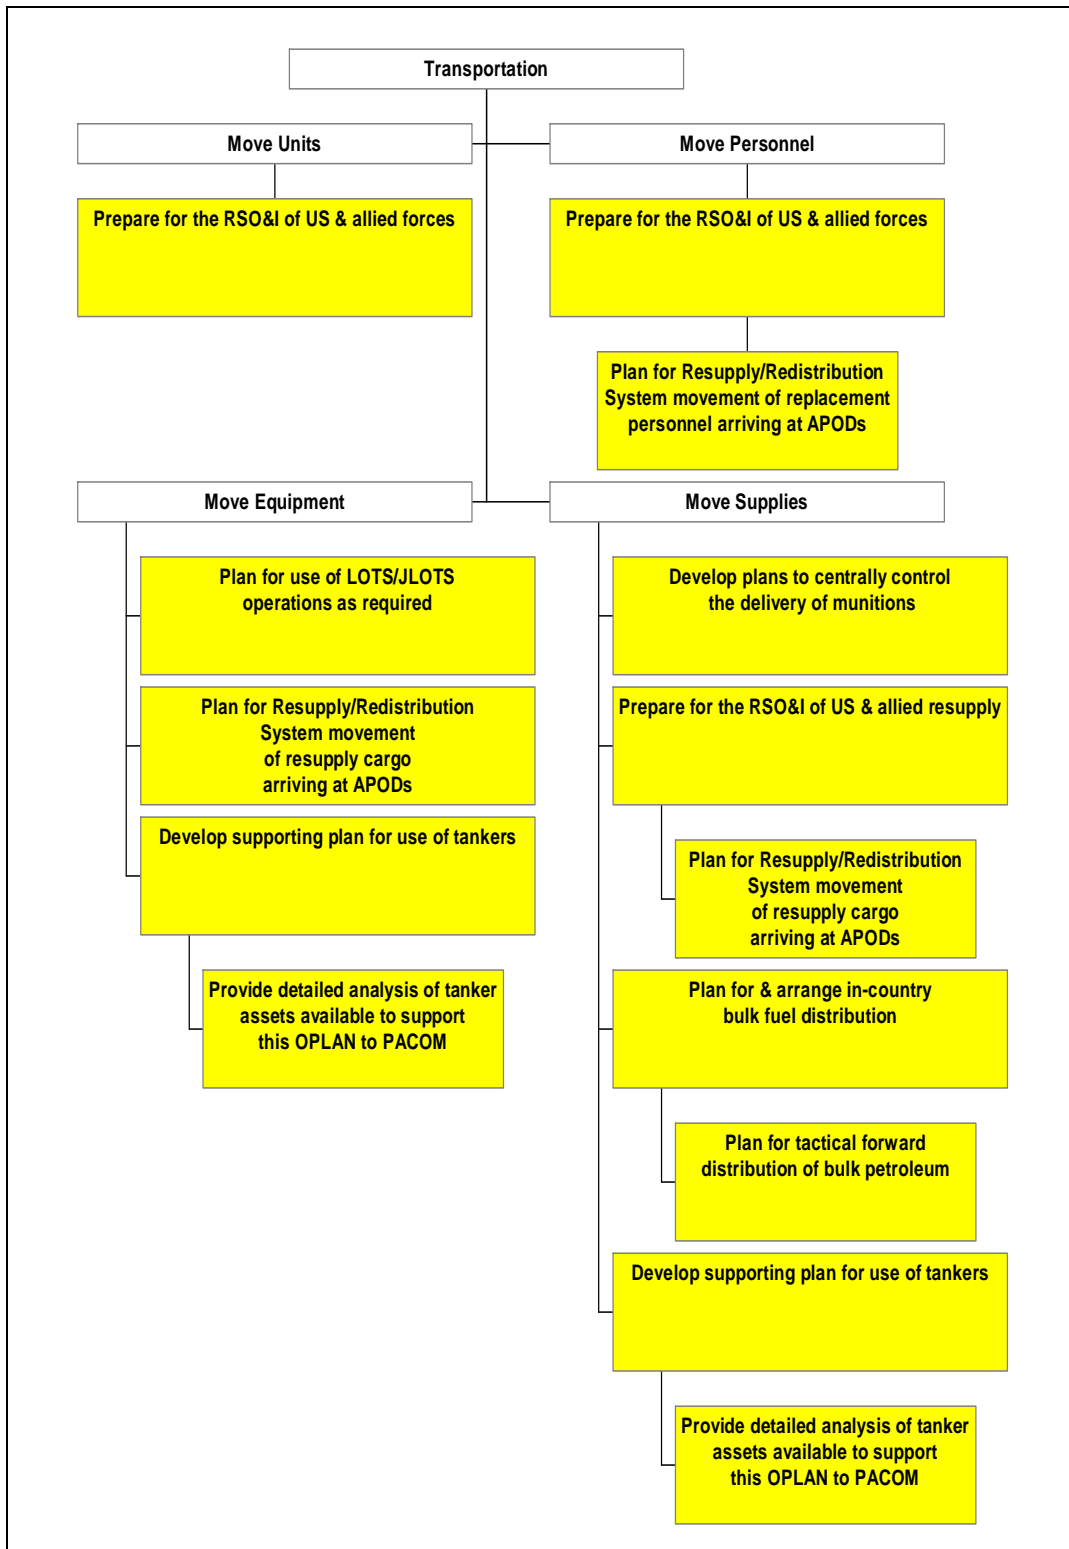 Transportation
Move Units
Move Personnel
Prepare for the RSO&I of US & allied forces
Prepare for the RSO&I of US & allied forces
Plan for Resupply/Redistribution
System movement of replacement
personnel arriving at APODs
Move Equipment
Move Supplies
Plan for use of LOTS/JLOTS
operations as required
Plan for Resupply/Redistribution
System movement
of resupply cargo
arriving at APODs
Develop supporting plan for use of tankers
Provide detailed analysis of tanker
assets available to support
this OPLAN to PACOM
Develop plans to centrally control
the delivery of munitions
Prepare for the RSO&I of US & allied resupply
Plan for Resupply/Redistribution
System movement
of resupply cargo
arriving at APODs
Plan for & arrange in-country
bulk fuel distribution
Plan for tactical forward
distribution of bulk petroleum
Develop supporting plan for use of tankers
Provide detailed analysis of tanker
assets available to support
this OPLAN to PACOM